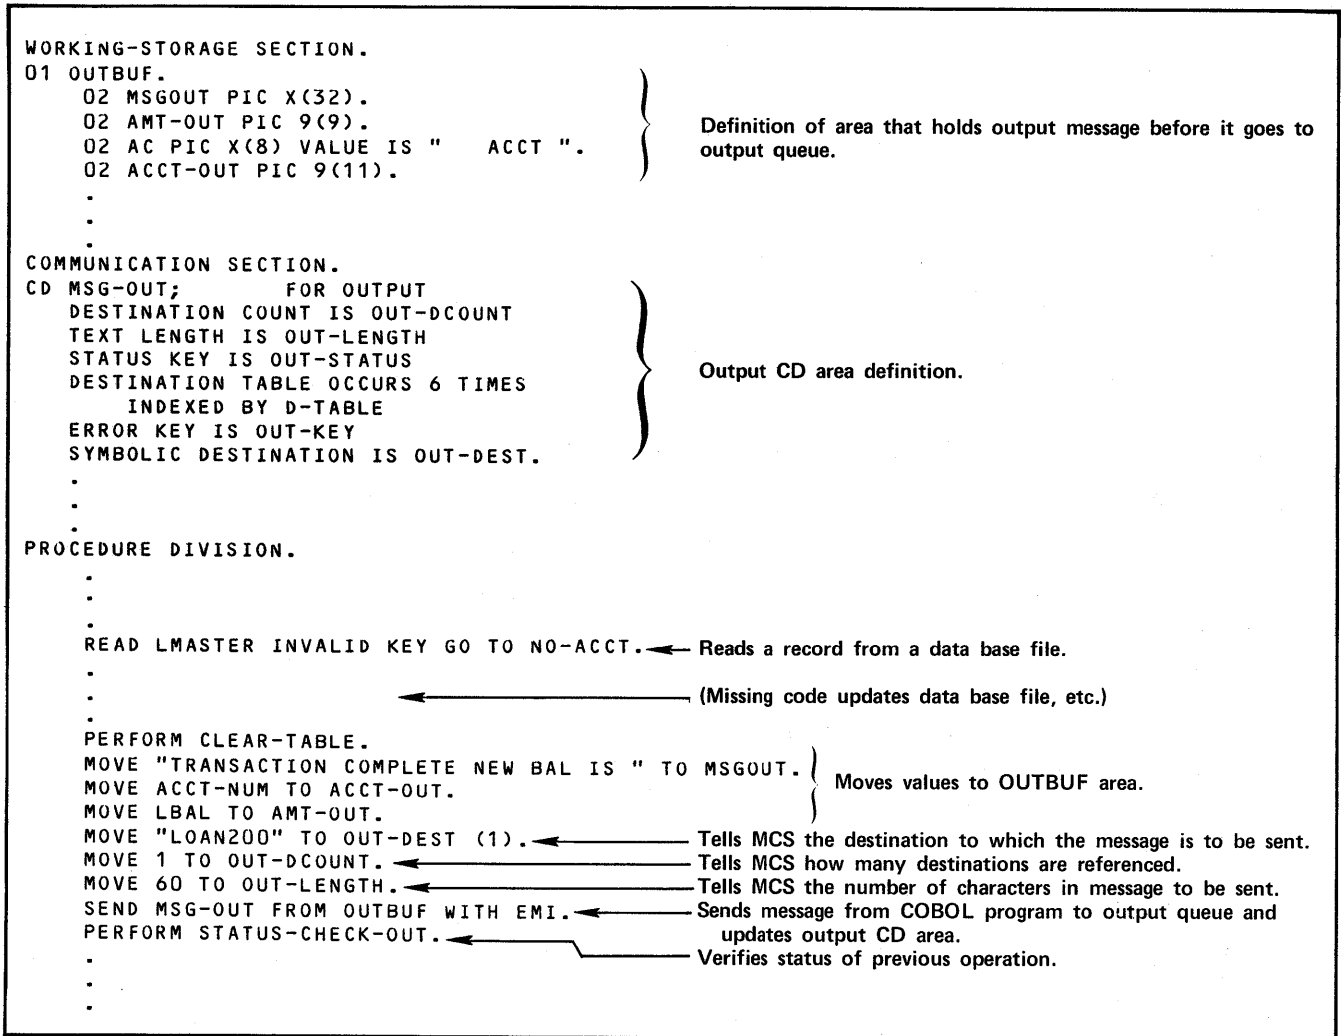 WORKING-STORAGE SECTION.
01 OUTBUF.
02 MSGOUT PIC X(32).
02 AMT-OUT PIC 9(9).
02 AC PIC X(8) VALUE IS "   ACCT ".
02 ACCT-OUT PIC 9(11).
Definition of area that holds output message before it goes to
output queue.
.
.
.
COMMUNICATION SECTION.
CD MSG-OUT;        FOR OUTPUT
DESTINATION COUNT IS OUT-DCOUNT
TEXT LENGTH IS OUT-LENGTH
STATUS KEY IS OUT-STATUS
DESTINATION TABLE OCCURS 6 TIMES
INDEXED BY D-TABLE
ERROR KEY IS OUT-KEY
SYMBOLIC DESTINATION IS OUT-DEST.
Output CD area definition.
.
.
.
PROCEDURE DIVISION.
.
.
.
READ LMASTER INVALID KEY GO TO NO-ACCT. Reads a record from a data base file.
.
. (Missing code updates data base file, etc.)
.
PERFORM CLEAR-TABLE.
MOVE "TRANSACTION COMPLETE NEW BAL IS " TO MSGOUT.
MOVE ACCT-NUM TO ACCT-OUT.
MOVE LBAL TO AMT-OUT.
Moves values to OUTBUF area.
MOVE "LOAN200" TO OUT-DEST (1). Tells MCS the destination to which the message is to be sent.
MOVE 1 TO OUT-DCOUNT. Tells MCS how many destinations are referenced.
MOVE 60 TO OUT-LENGTH. Tells MCS the number of characters in message to be sent.
SEND MSG-OUT FROM OUTBUF WITH EMI. Sends message from COBOL program to output queue and
updates output CD area.
PERFORM STATUS-CHECK-OUT. Verifies status of previous operation.
.
.
.